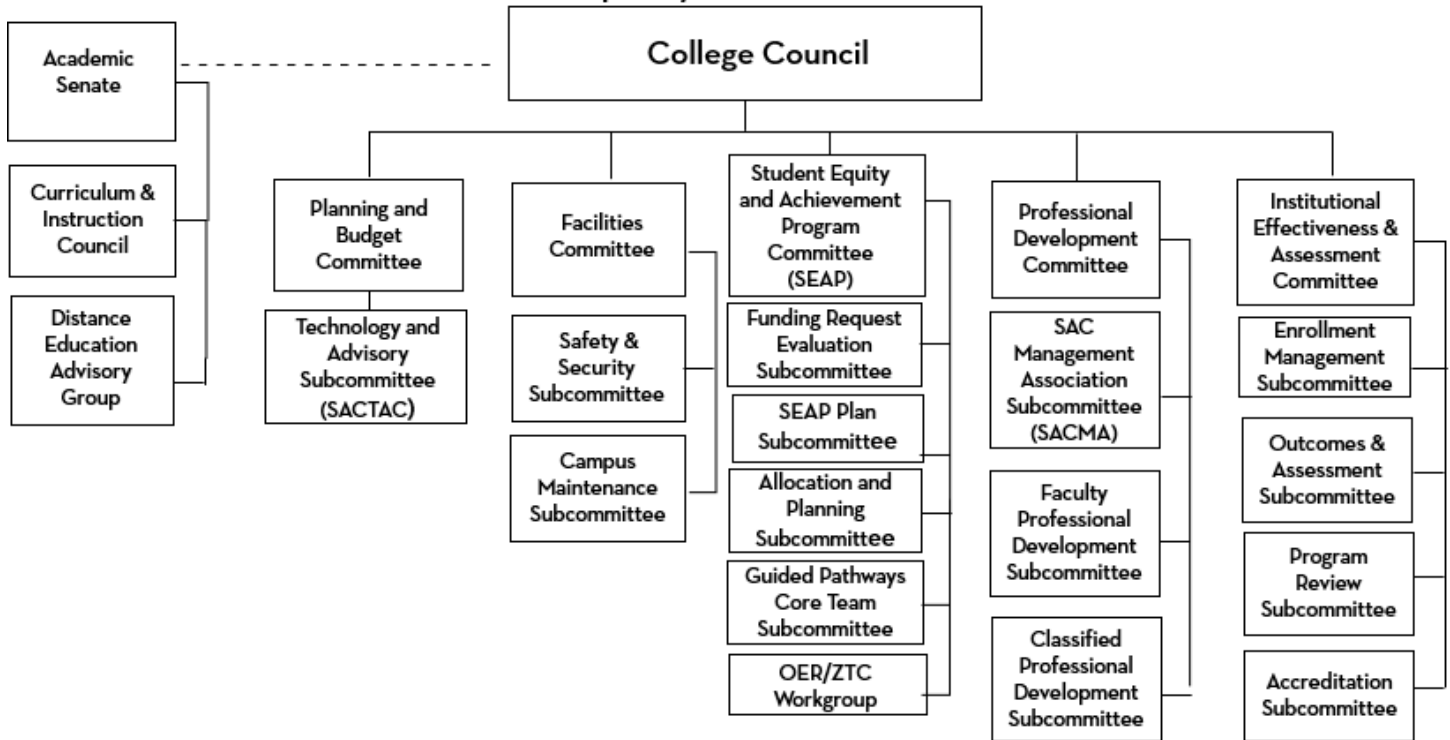 College Council
Academic
Senate
Curriculum &
Instruction
Council
Distance
Education
Advisory
Group
Planning and
Budget
Committee
Technology and
Advisory
Subcommittee
(SACTAC)
Facilities
Committee
Safety &
Security
Subcommittee
Campus
Maintenance
Subcommittee
Student Equity
and Achievement
Program
Committee
(SEAP)
Funding Request
Evaluation
Subcommittee
SEAP Plan
Subcommittee
Allocation and
Planning
Subcommittee
Guided Pathways
Core Team
Subcommittee
OER/ZTC
Workgroup
Professional
Development
Committee
SAC
Management
Association
Subcommittee
(SACMA)
Faculty
Professional
Development
Subcommittee
Classified
Professional
Development
Subcommittee
Institutional
Effectiveness &
Assessment
Committee
Enrollment
Management
Subcommittee
Outcomes &
Assessment
Subcommittee
Program
Review
Subcommittee
Accreditation
Subcommittee